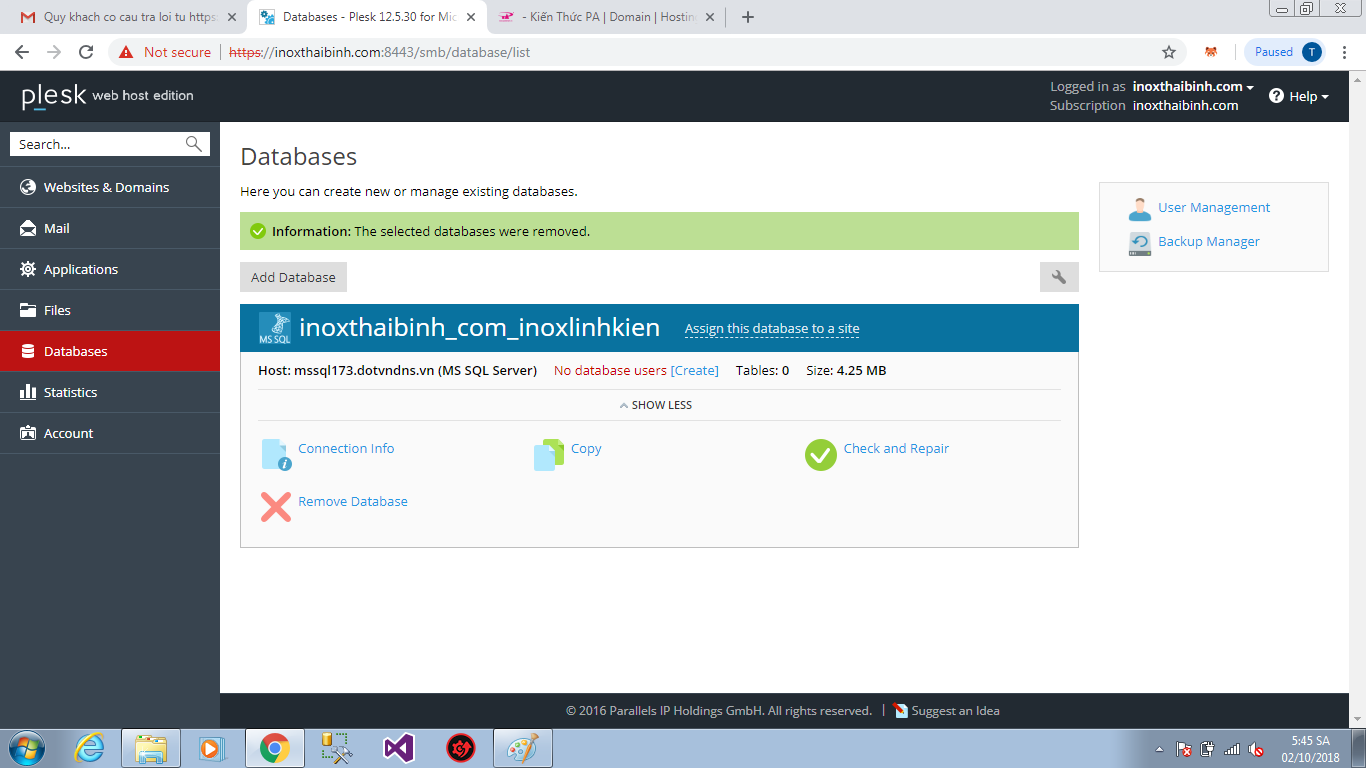 Quy khach co cau tra loi tu https:
Databases - Plesk 12.5.30 for Mic
- Kiến Thức PA | Domain | Hostin
Not secure
https://inoxthaibinh.com:8443/smb/database/list
Paused
T
plesk web host edition
Logged in as inoxthaibinh.com
Subscription inoxthaibinh.com
Help
Search...
Websites & Domains
Mail
Applications
Files
Databases
Statistics
Account
Databases
Here you can create new or manage existing databases.
Information: The selected databases were removed.
Add Database
MS SQL
inoxthaibinh_com_inoxlinhkien
Assign this database to a site
Host: mssql173.dotvndns.vn (MS SQL Server) No database users [Create] Tables: 0 Size: 4.25 MB
SHOW LESS
Connection Info
Copy
Check and Repair
Remove Database
User Management
Backup Manager
© 2016 Parallels IP Holdings GmbH. All rights reserved. | Suggest an Idea
5:45 SA
02/10/2018